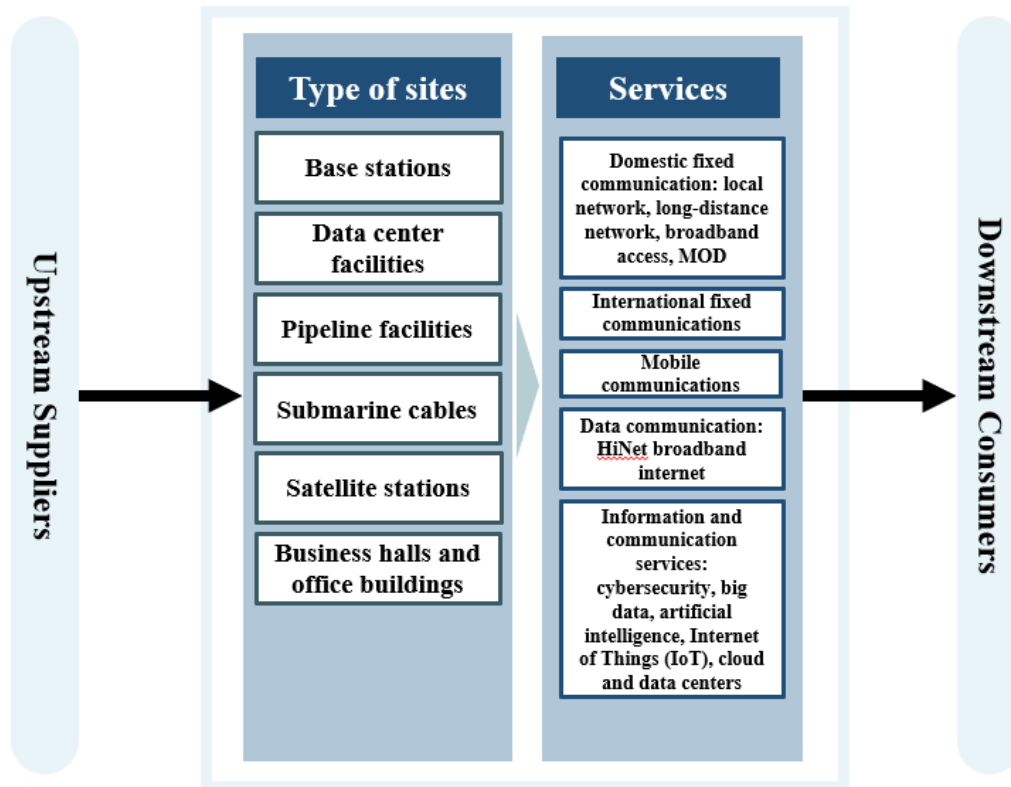 Upstream Suppliers
Type of sites
Base stations
Data center
facilities
Pipeline facilities
Submarine cables
Satellite stations
Business halls and
office buildings
Services
Domestic fixed
communication: local
network, long-distance
network, broadband
access, MOD
International fixed
communications
Mobile
communications
Data communication:
HiNet broadband
internet
Information and
communication
services:
cybersecurity, big
data, artificial
intelligence, Internet
of Things (IoT), cloud
and data centers
Downstream Consumers